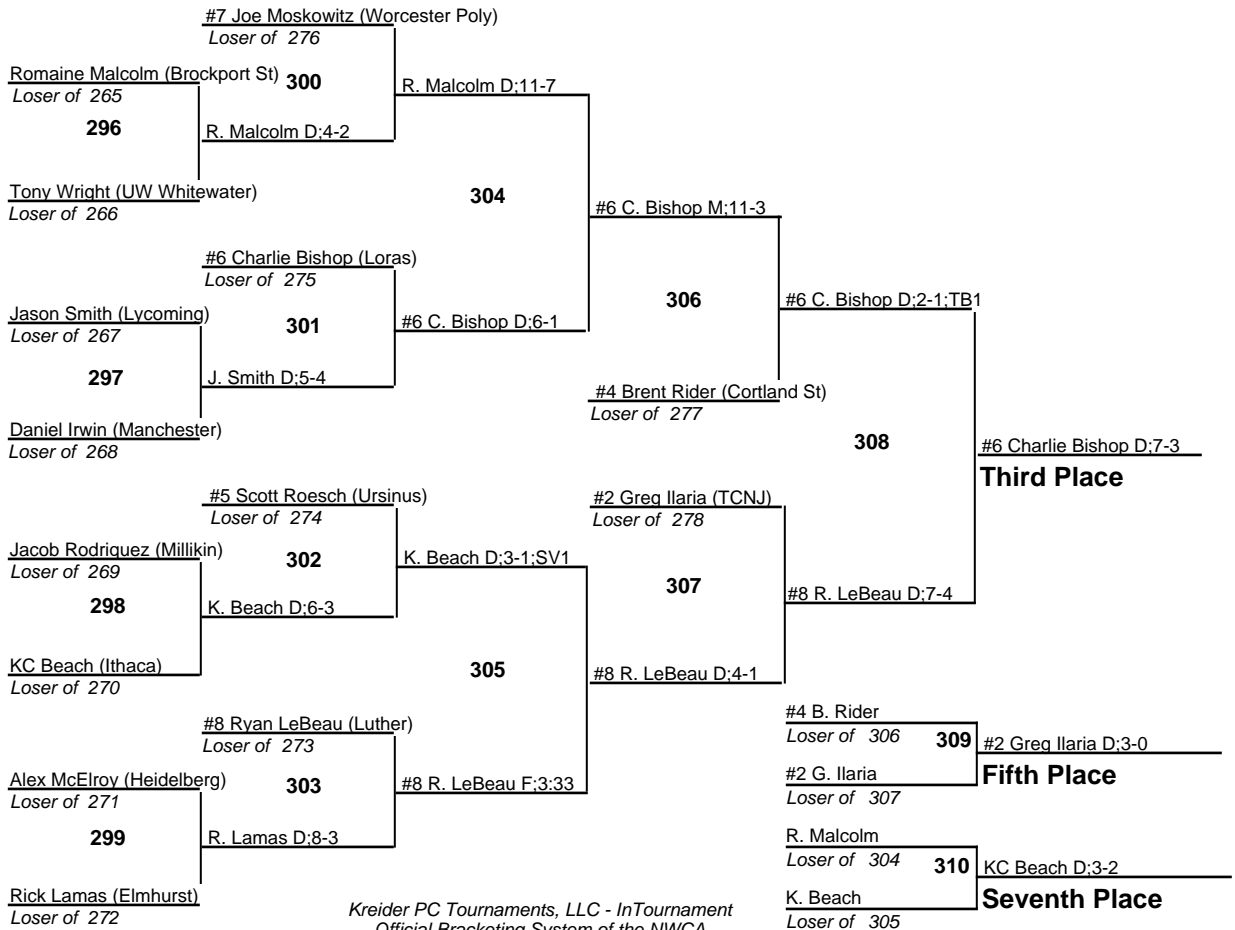 #7 Joe Moskowitz (Worcester Poly)
Loser of 276
Romaine Malcolm (Brockport St)
300
Loser of 265
R. Malcolm D;11-7
296
R. Malcolm D;4-2
Tony Wright (UW Whitewater)
Loser of 266
304
#6 C. Bishop M;11-3
#6 Charlie Bishop (Loras)
Loser of 275
Jason Smith (Lycoming)
301
Loser of 267
#6 C. Bishop D;6-1
306
#6 C. Bishop D;2-1;TB1
297
J. Smith D;5-4
#4 Brent Rider (Cortland St)
Loser of 277
Daniel Irwin (Manchester)
Loser of 268
308
#6 Charlie Bishop D;7-3
Third Place
#5 Scott Roesch (Ursinus)
Loser of 274
#2 Greg Ilaria (TCNJ)
Loser of 278
Jacob Rodriquez (Millikin)
302
Loser of 269
K. Beach D;3-1;SV1
307
298
K. Beach D;6-3
#8 R. LeBeau D;7-4
KC Beach (Ithaca)
Loser of 270
305
#8 R. LeBeau D;4-1
#8 Ryan LeBeau (Luther)
Loser of 273
#4 B. Rider
Loser of 306
309
#2 Greg Ilaria D;3-0
Fifth Place
#2 G. Ilaria
Loser of 307
Alex McElroy (Heidelberg)
303
Loser of 271
#8 R. LeBeau F;3:33
299
R. Lamas D;8-3
R. Malcolm
Loser of 304
310
KC Beach D;3-2
Seventh Place
K. Beach
Loser of 305
Rick Lamas (Elmhurst)
Loser of 272
Kreider PC Tournaments, LLC - InTournament
Official Bracketing System of the NWCA